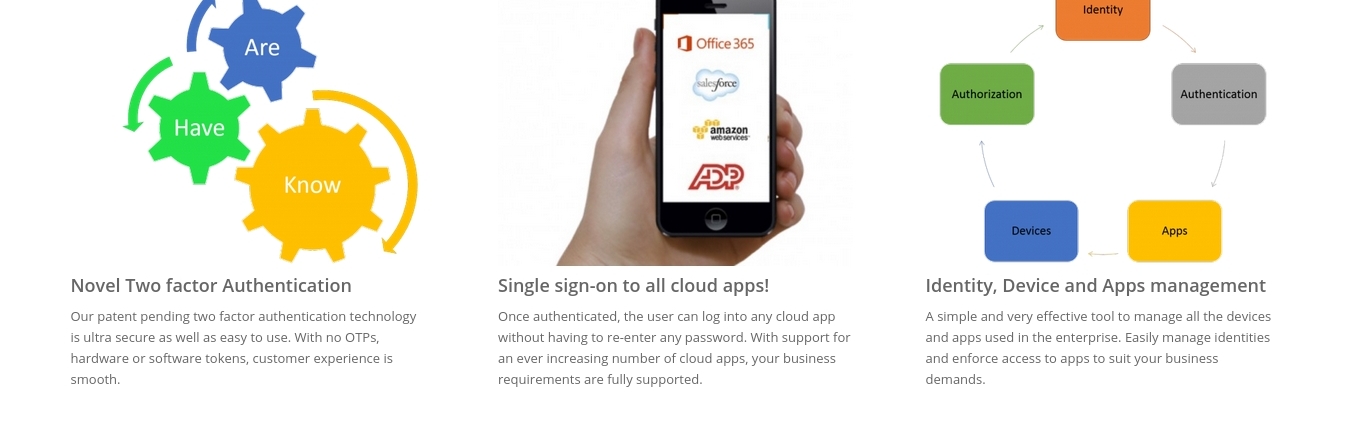 Are
Have
Know
Novel Two factor Authentication
Our patent pending two factor authentication technology
is ultra secure as well as easy to use. With no OTPs,
hardware or software tokens, customer experience is
smooth.
Office 365
salesforce
amazon
webservices
ADP
Single sign-on to all cloud apps!
Once authenticated, the user can log into any cloud app
without having to re-enter any password. With support for
an ever increasing number of cloud apps, your business
requirements are fully supported.
Identity
Authorization
Authentication
Devices
Apps
Identity, Device and Apps management
A simple and very effective tool to manage all the devices
and apps used in the enterprise. Easily manage identities
and enforce access to apps to suit your business
demands.